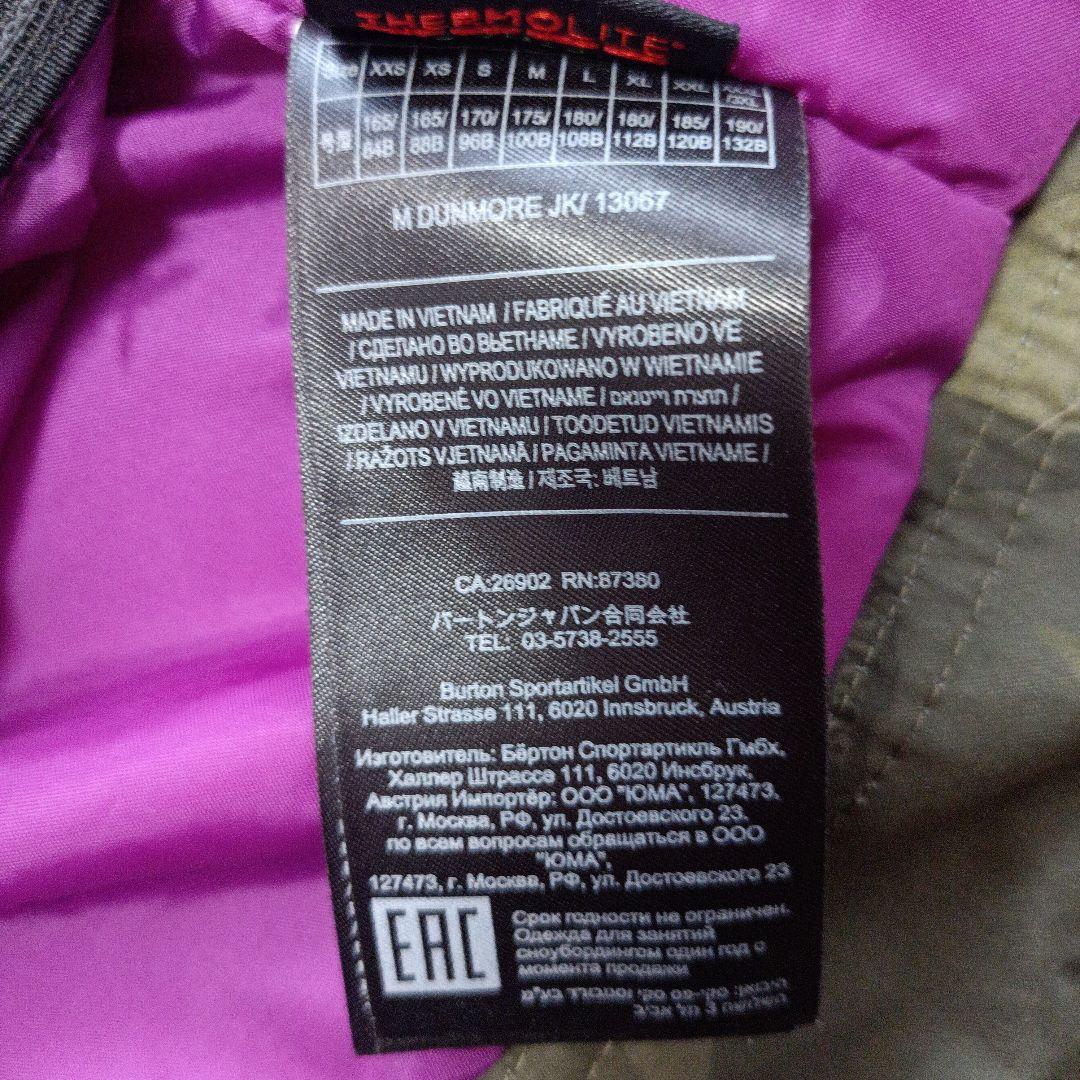 THERMOLITE®
Size XXS XS S M L XL XXL
165/ 165/ 170/ 175/ 180/ 180/ 185/ 190/
84B 88B 96B 100B 108B 112B 120B 132B
M DUNMORE JK/ 13067
MADE IN VIETNAM / FABRIQUÉ AU VIETNAM
/ СДЕЛАНО ВО ВЬЕТНАМЕ / VYROBENO VE
VIETNAMU / WYPRODUKOWANO W WIETNAMIE
/ VYROBENÉ VO VIETNAME / תוצרת וייטנאם /
IZDELANO V VIETNAMU / TOODETUD VIETNAMIS
/ RAŽOTS VJETNAMĀ / PAGAMINTA VIETNAME /
越南制造 / 제조국: 베트남
CA:26902 RN:87380
バートンジャパン合同会社
TEL: 03-5738-2555
Burton Sportartikel GmbH
Haller Strasse 111, 6020 Innsbruck, Austria
Изготовитель: Бёртон Спортартикль Гмбх,
Халлер Штрассе 111, 6020 Инсбрук,
Австрия Импортёр: ООО "ЮМА", 127473,
г. Москва, РФ, ул. Достоевского 23.
по всем вопросам обращаться в ООО
"ЮМА",
127473, г. Москва, РФ, ул. Достоевского 23
EAC
Срок годности не ограничен.
Одежда для занятий
сноубордингом один год с
момента продажи